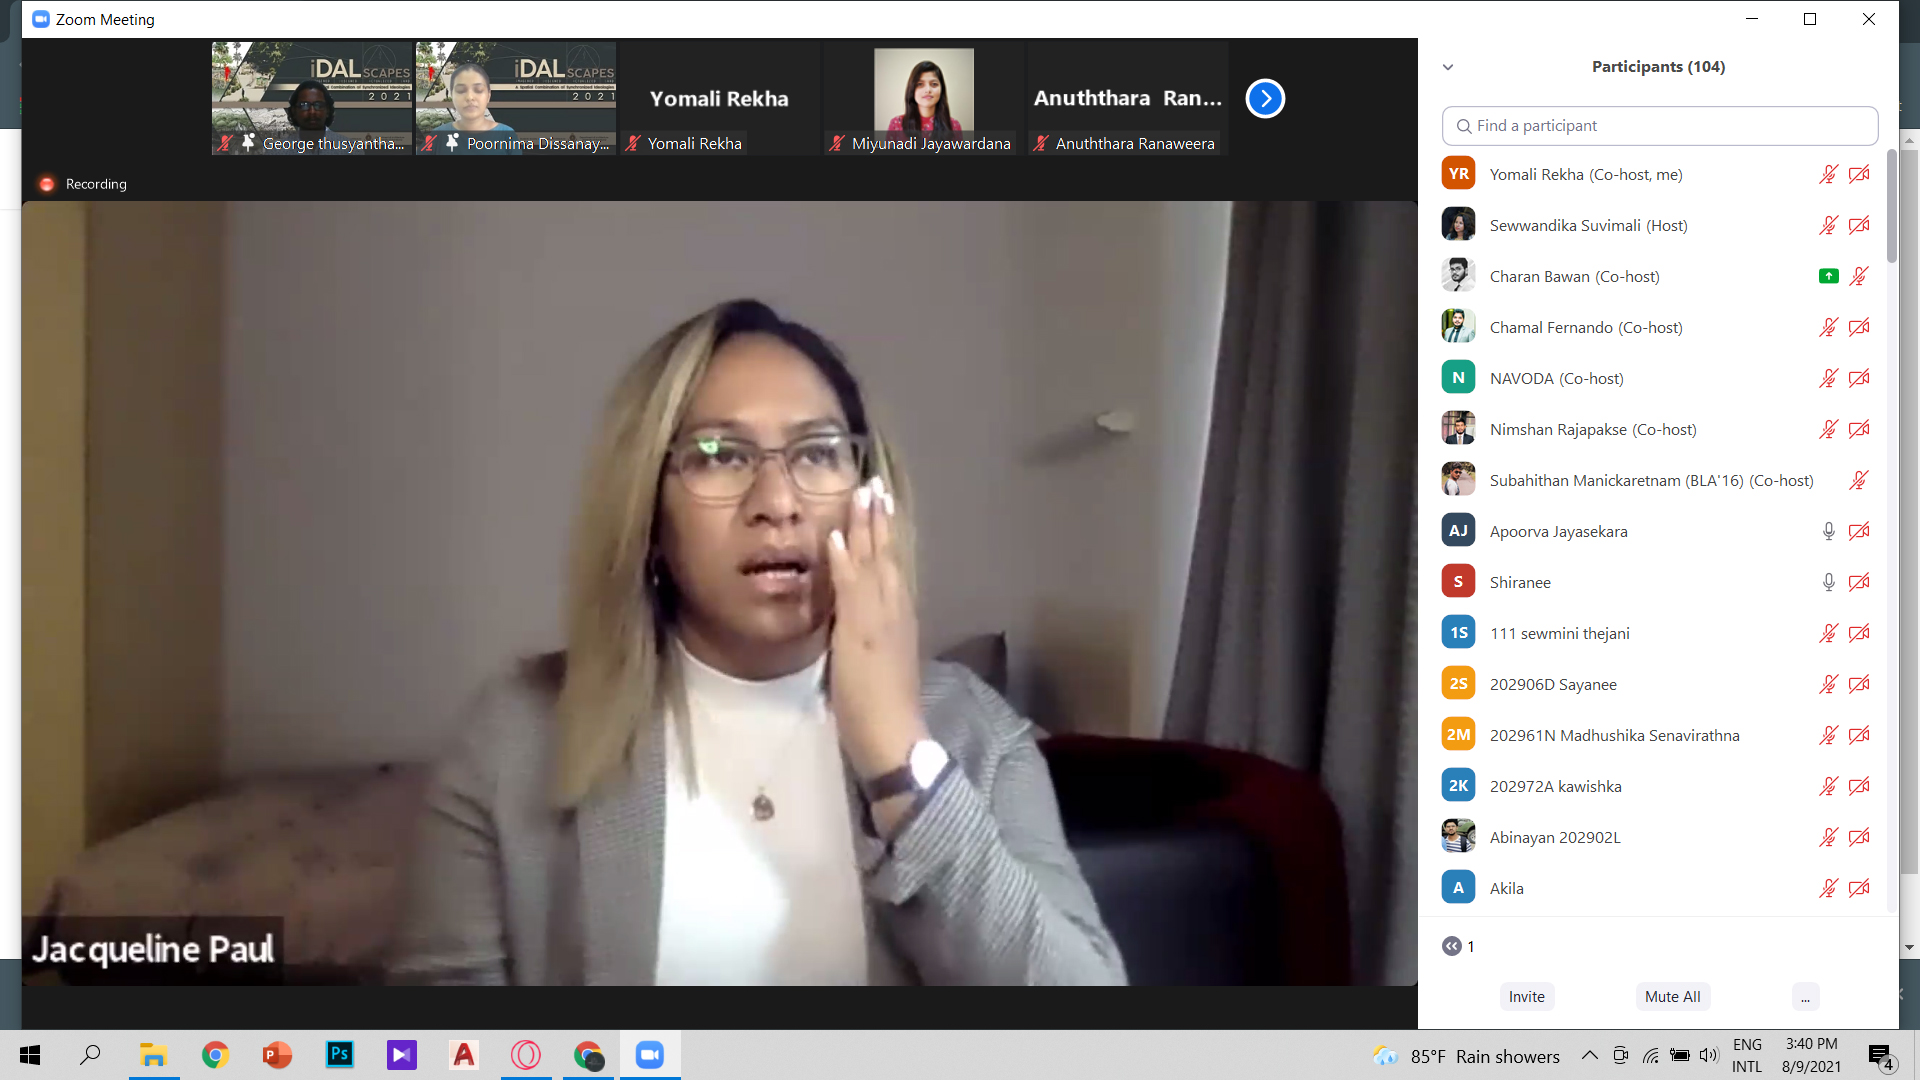 Zoom Meeting
iDALSCAPES
2021
iDALSCAPES
2021
Yomali Rekha
Anuththara Ran...
George thusyantha...
Poornima Dissanay...
Yomali Rekha
Miyunadi Jayawardana
Anuththara Ranaweera
Recording
Jacqueline Paul
Participants (104)
Find a participant
YR Yomali Rekha (Co-host, me)
Sewwandika Suvimali (Host)
Charan Bawan (Co-host)
Chamal Fernando (Co-host)
N NAVODA (Co-host)
Nimshan Rajapakse (Co-host)
Subahithan Manickaretnam (BLA'16) (Co-host)
AJ Apoorva Jayasekara
S Shiranee
1S 111 sewmini thejani
2S 202906D Sayanee
2M 202961N Madhushika Senavirathna
2K 202972A kawishka
Abinayan 202902L
A Akila
1
Invite Mute All ...
Ps
85°F Rain showers
ENG
INTL
3:40 PM
8/9/2021
4